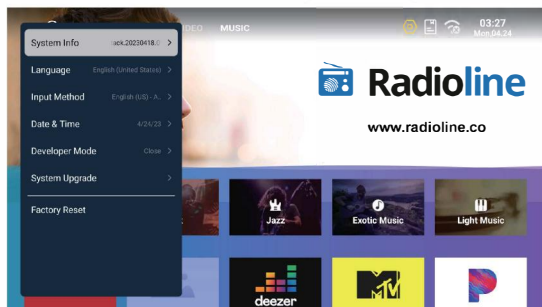 IDEO MUSIC
03:27
Mon,04.24
System Info ock.20230418.0 >
Language English (United States) >
Input Method English (US) - A.. >
Date & Time 4/24/23 >
Developer Mode Close >
System Upgrade >
Factory Reset
Radioline
www.radioline.co
Jazz
Exotic Music
Light Music
deezer
MTV